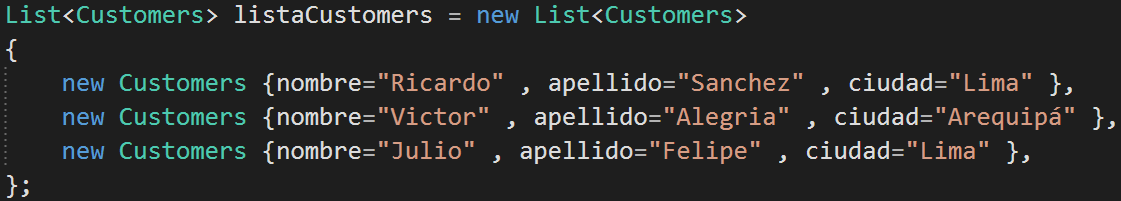 List<Customers> listaCustomers = new List<Customers>
{
    new Customers {nombre="Ricardo" , apellido="Sanchez" , ciudad="Lima" },
    new Customers {nombre="Victor" , apellido="Alegria" , ciudad="Arequipá" },
    new Customers {nombre="Julio" , apellido="Felipe" , ciudad="Lima" },
};